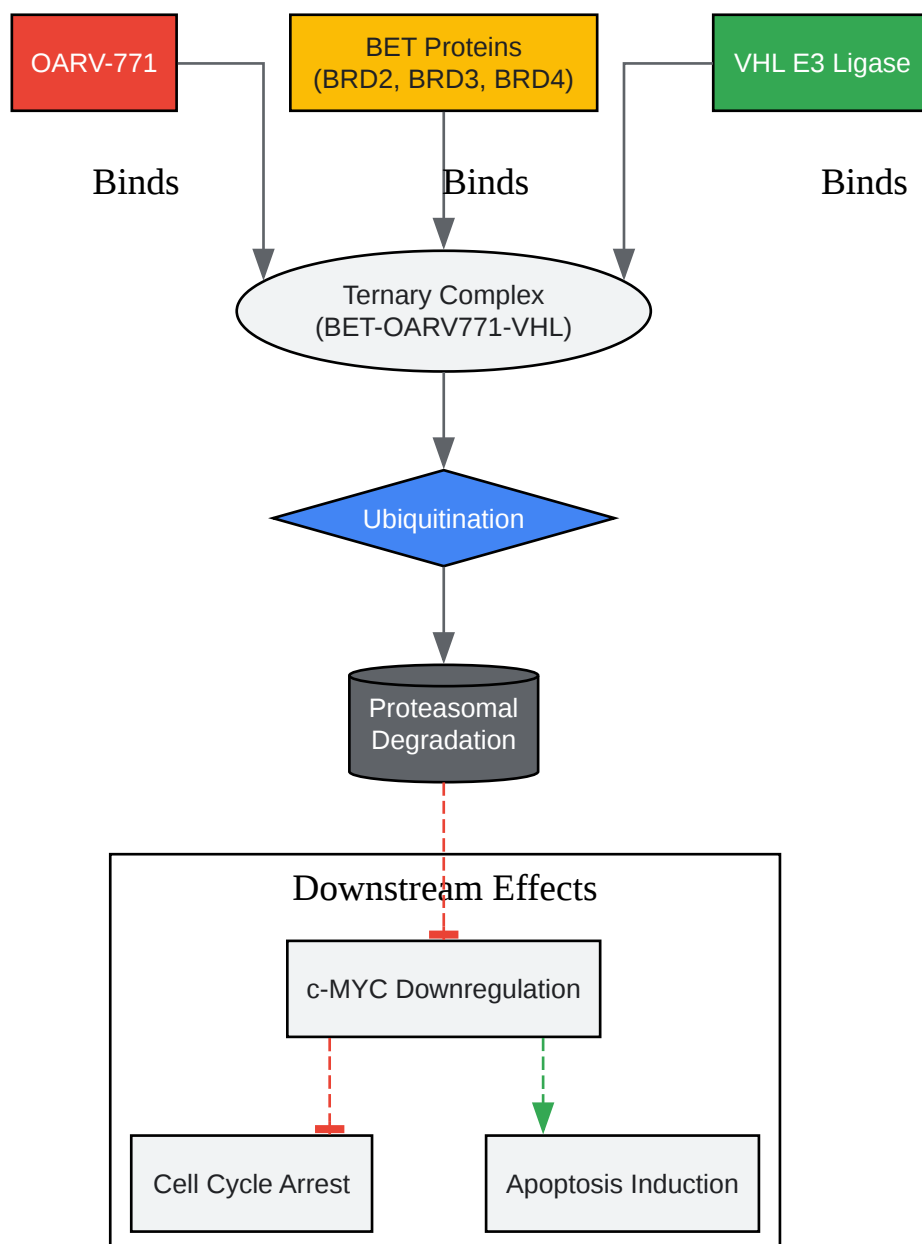 OARV-771
BET Proteins
(BRD2, BRD3, BRD4)
VHL E3 Ligase
Binds
Binds
Binds
Ternary Complex
(BET-OARV771-VHL)
Ubiquitination
Proteasomal
Degradation
Downstream Effects
c-MYC Downregulation
Cell Cycle Arrest
Apoptosis Induction